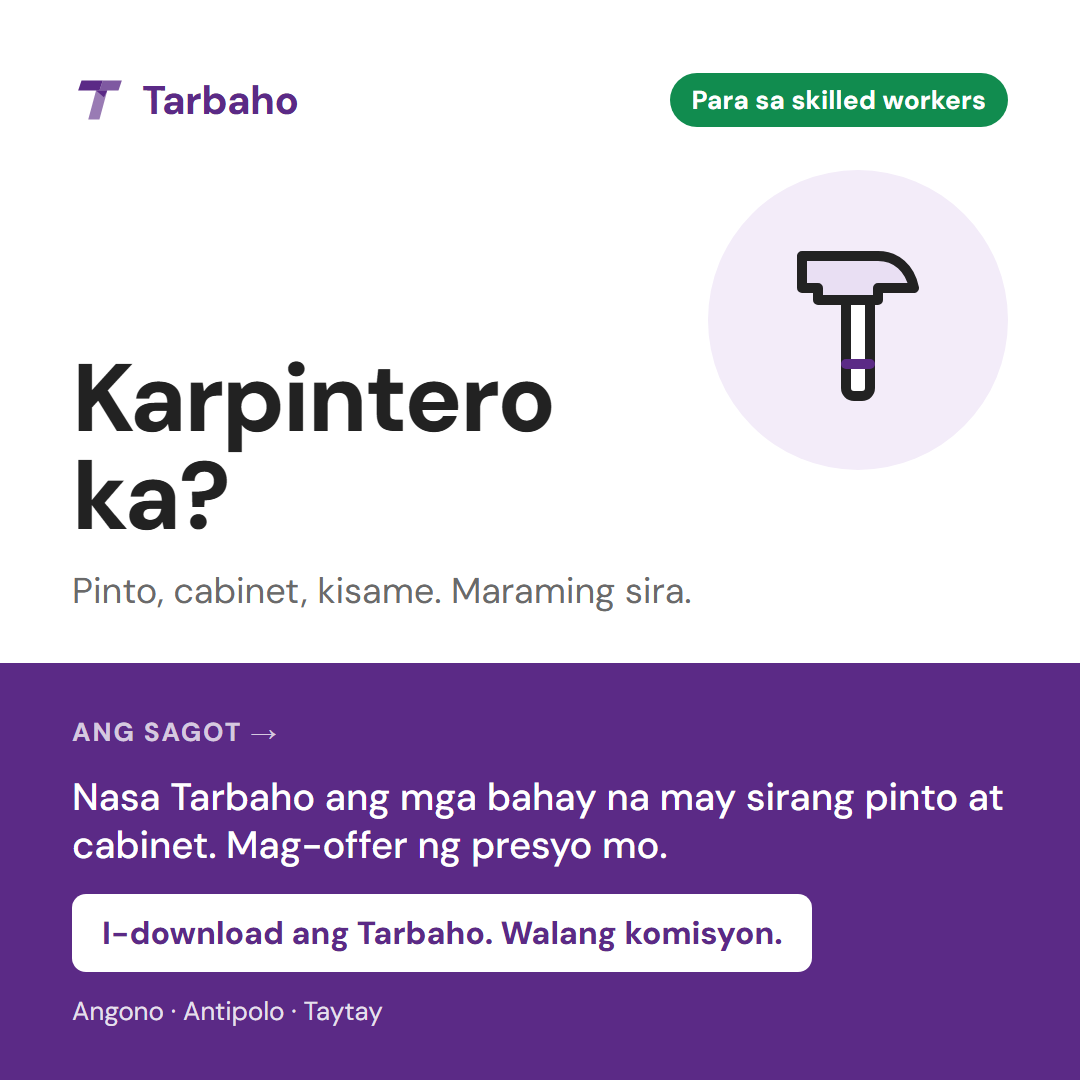 Tarbaho
Para sa skilled workers
Karpintero
ka?
Pinto, cabinet, kisame. Maraming sira.
ANG SAGOT →
Nasa Tarbaho ang mga bahay na may sirang pinto at
cabinet. Mag-offer ng presyo mo.
I-download ang Tarbaho. Walang komisyon.
Angono · Antipolo · Taytay